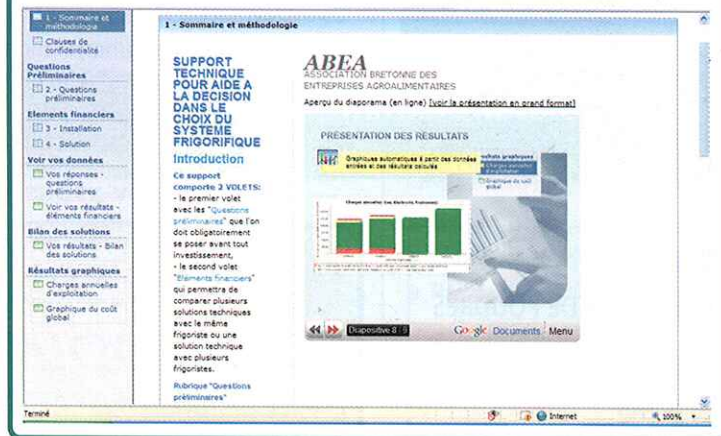 1 - Sommaire et
méthodologie
Clauses de
confidentialité
Questions
Préliminaires
2 - Questions
préliminaires
Elements financiers
3 - Installation
4 - Solution
Voir vos données
Vos réponses -
questions
préliminaires
Voir vos résultats -
éléments financiers
Bilan des solutions
Vos résultats - Bilan
des solutions
Résultats graphiques
Charges annuelles
d'exploitation
Graphique du coût
global
1 - Sommaire et méthodologie
SUPPORT
TECHNIQUE
POUR AIDE A
LA DECISION
DANS LE
CHOIX DU
SYSTEME
FRIGORIFIQUE
Introduction
Ce support
comporte 2 VOLETS:
- le premier volet
avec les "Questions
préliminaires" que l'on
doit obligatoirement
se poser avant tout
investissement,
- le second volet
"Elements financiers"
qui permettra de
comparer plusieurs
solutions techniques
avec le même
frigoriste ou une
solution technique
avec plusieurs
frigoristes.
Rubrique "Questions
préliminaires"
ABEA
ASSOCIATION BRETONNE DES
ENTREPRISES AGROALIMENTAIRES
Aperçu du diaporama (en ligne) [voir la présentation en grand format]
PRÉSENTATION DES RÉSULTATS
Graphiques automatiques à partir des données
entrées et des résultats calculés
résultats graphiques
Charges annuelles
d'exploitation
Graphique du coût
global
Diapositive 8 / 9
Google Documents Menu
Terminé
Internet
100%